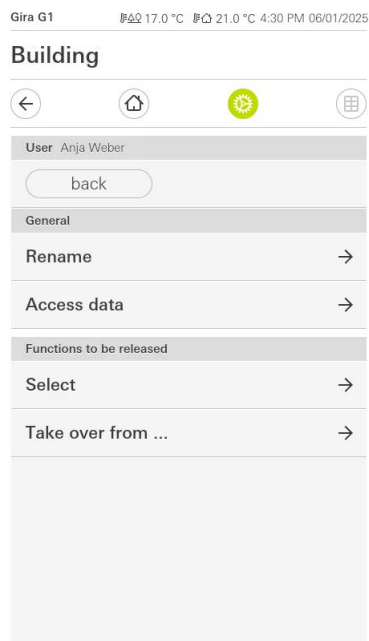 Gira G1 17.0 °C 21.0 °C 4:30 PM 06/01/2025
Building
User Anja Weber
back
General
Rename
Access data
Functions to be released
Select
Take over from ...